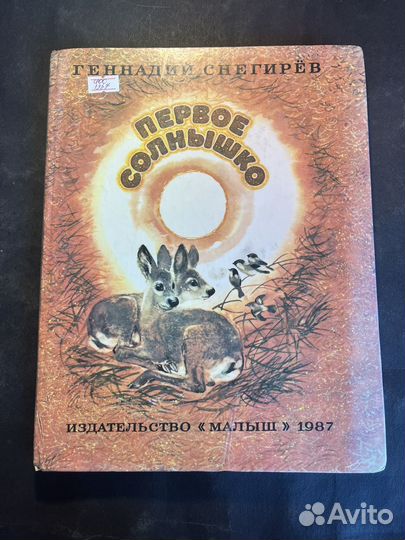 ГЕННАДИЙ СНЕГИРЁВ
ПЕРВОЕ
СОЛНЫШКО
ИЗДАТЕЛЬСТВО «МАЛЫШ» 1987
Avito